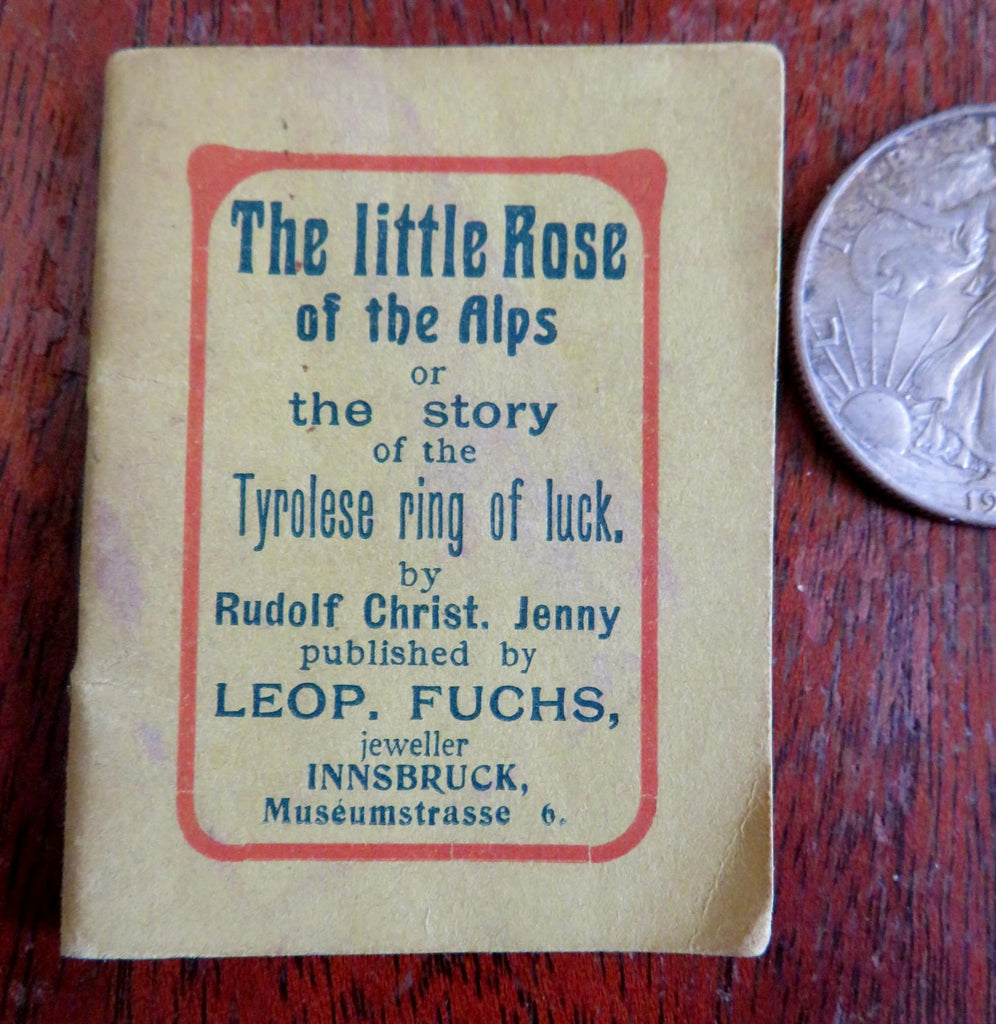 The little Rose
of the Alps
or
the story
of the
Tyrolese ring of luck.
by
Rudolf Christ. Jenny
published by
LEOP. FUCHS,
jeweller
INNSBRUCK,
Muséumstrasse 6.